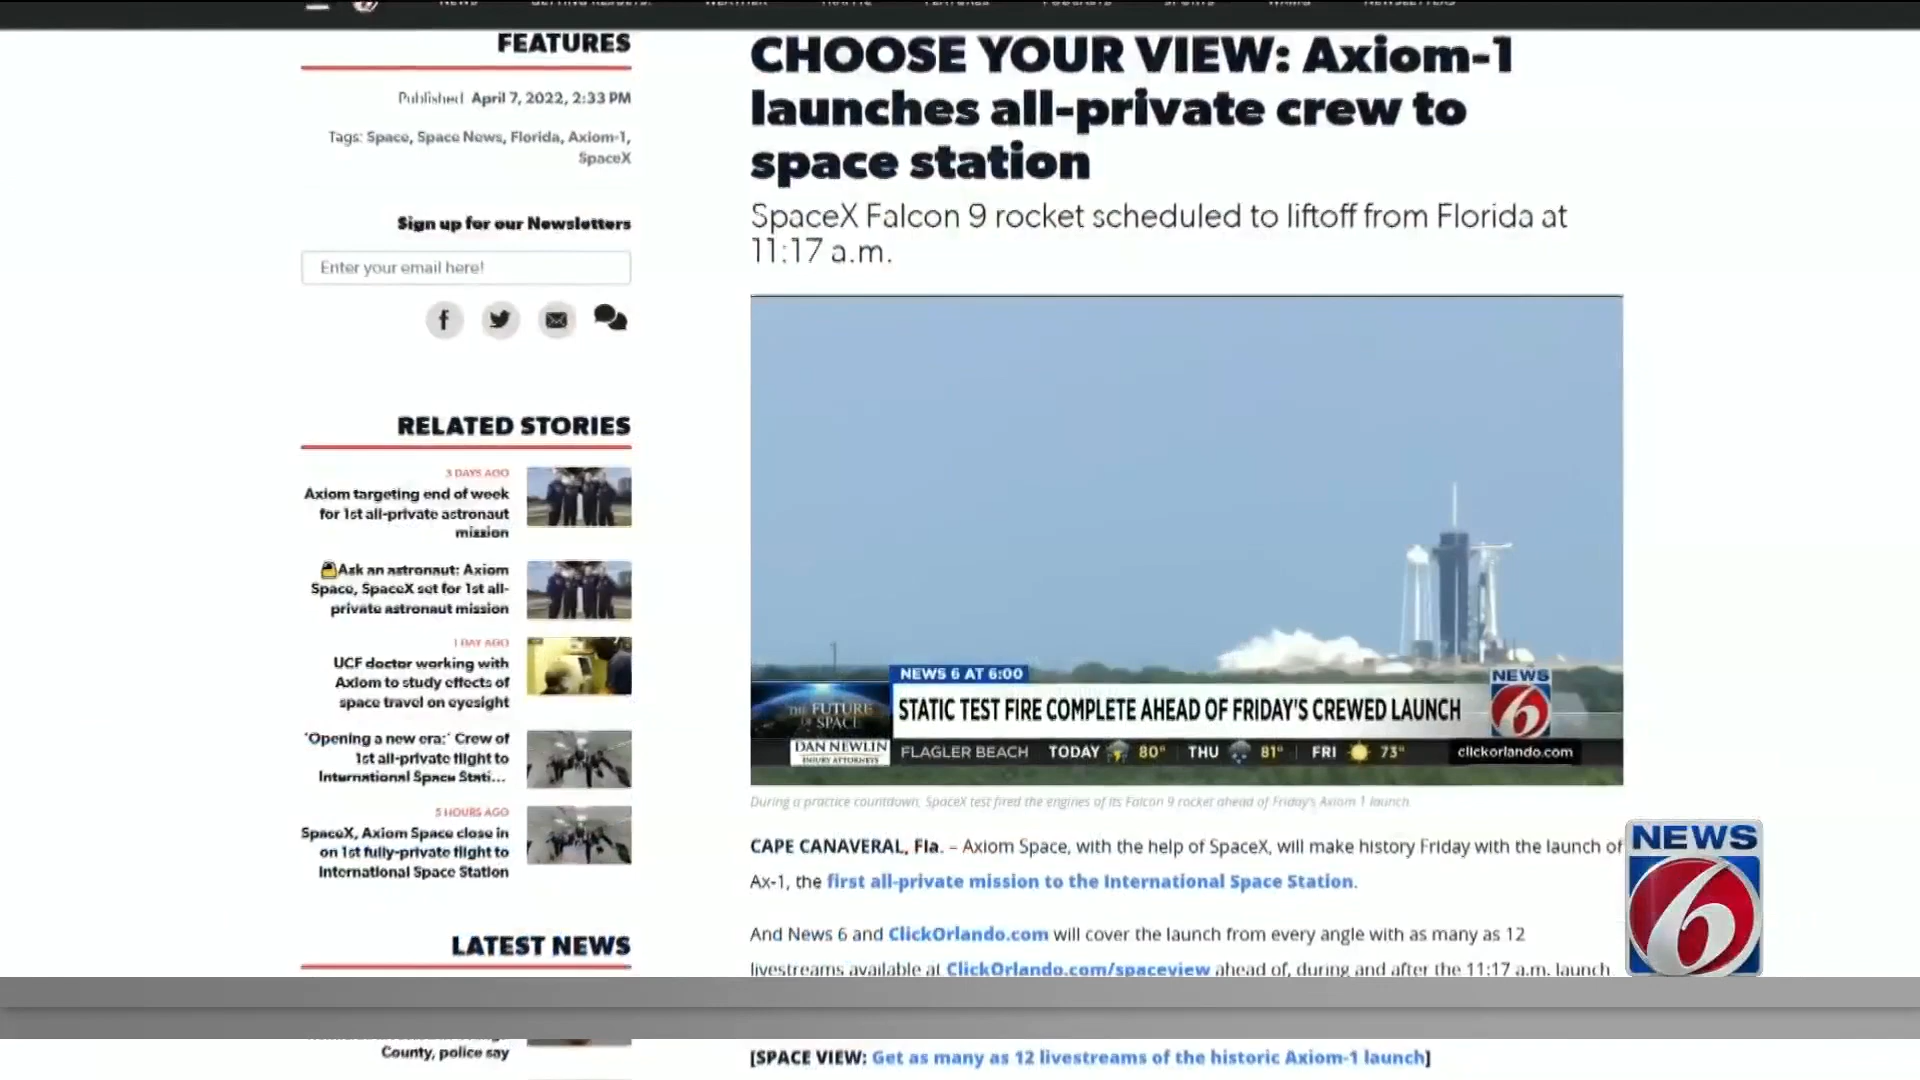 NEWS
WEATHER
TRAFFIC
FEATURES
PODCASTS
SPORTS
NEWSLETTERS
FEATURES
Published April 7, 2022, 2:33 PM
Tags: Space, Space News, Florida, Axiom-1,
SpaceX
Sign up for our Newsletters
Enter your email here!
RELATED STORIES
3 DAYS AGO
Axiom targeting end of week
for 1st all-private astronaut
mission
Ask an astronaut: Axiom
Space, SpaceX set for 1st all-
private astronaut mission
1 DAY AGO
UCF doctor working with
Axiom to study effects of
space travel on eyesight
'Opening a new era:' Crew of
1st all-private flight to
International Space Stati...
5 HOURS AGO
SpaceX, Axiom Space close in
on 1st fully-private flight to
International Space Station
LATEST NEWS
County, police say
CHOOSE YOUR VIEW: Axiom-1
launches all-private crew to
space station
SpaceX Falcon 9 rocket scheduled to liftoff from Florida at
11:17 a.m.
NEWS 6 AT 6:00
THE FUTURE
OF SPACE
STATIC TEST FIRE COMPLETE AHEAD OF FRIDAY'S CREWED LAUNCH
NEWS
6
DAN NEWLIN
INJURY ATTORNEYS
FLAGLER BEACH TODAY 80° THU 81° FRI 73°
clickorlando.com
During a practice countdown, SpaceX test fired the engines of its Falcon 9 rocket ahead of Friday's Axiom 1 launch.
CAPE CANAVERAL, Fla. – Axiom Space, with the help of SpaceX, will make history Friday with the launch of
Ax-1, the first all-private mission to the International Space Station.
And News 6 and ClickOrlando.com will cover the launch from every angle with as many as 12
livestreams available at ClickOrlando.com/spaceview ahead of, during and after the 11:17 a.m. launch
[SPACE VIEW: Get as many as 12 livestreams of the historic Axiom-1 launch]
NEWS
6